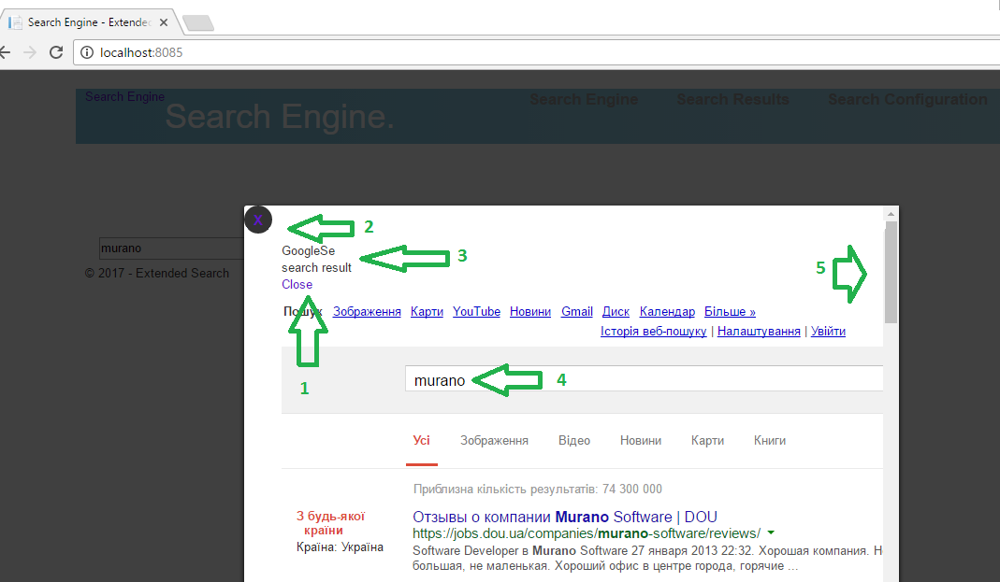 Search Engine - Extended
localhost:8085
Search Engine
Search Engine.
Search Engine Search Results Search Configuration
X
2
GoogleSe
3
search result
5
Close
Пошук Зображення Карти YouTube Новини Gmail Диск Календар Більше »
Історія веб-пошуку | Налаштування | Увійти
murano
© 2017 - Extended Search
1
murano
4
Усі Зображення Відео Новини Карти Книги
Приблизна кількість результатів: 74 300 000
З будь-якої
країни
Країна: Україна
Отзывы о компании Murano Software | DOU
https://jobs.dou.ua/companies/murano-software/reviews/
Software Developer в Murano Software 27 января 2013 22:32. Хорошая компания. Н
большая, не маленькая. Хороший офис в центре города, горячие ...